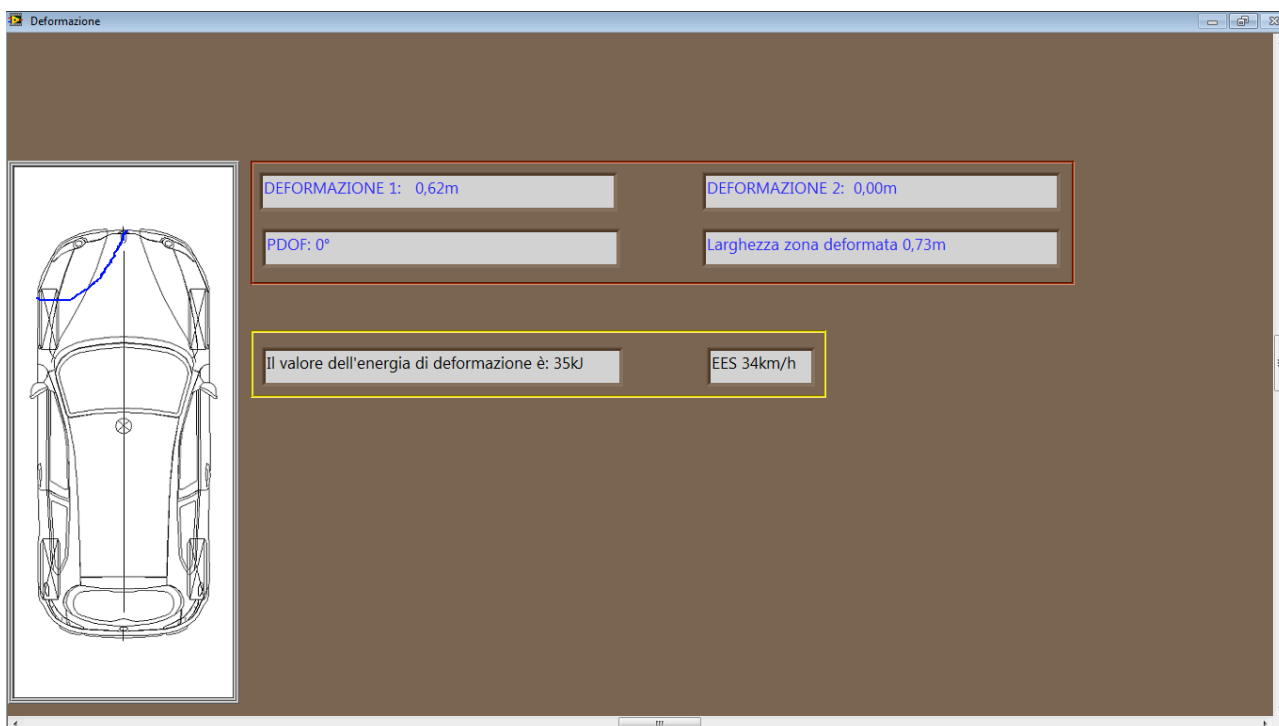 Deformazione
DEFORMAZIONE 1: 0,62m
DEFORMAZIONE 2: 0,00m
PDOF: 0°
Larghezza zona deformata 0,73m
Il valore dell'energia di deformazione è: 35kJ
EES 34km/h